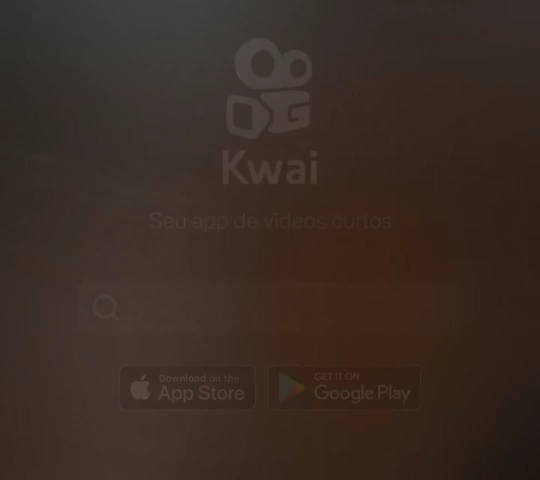 Kwai
Seu app de vídeos curtos
Download on the
App Store
GET IT ON
Google Play